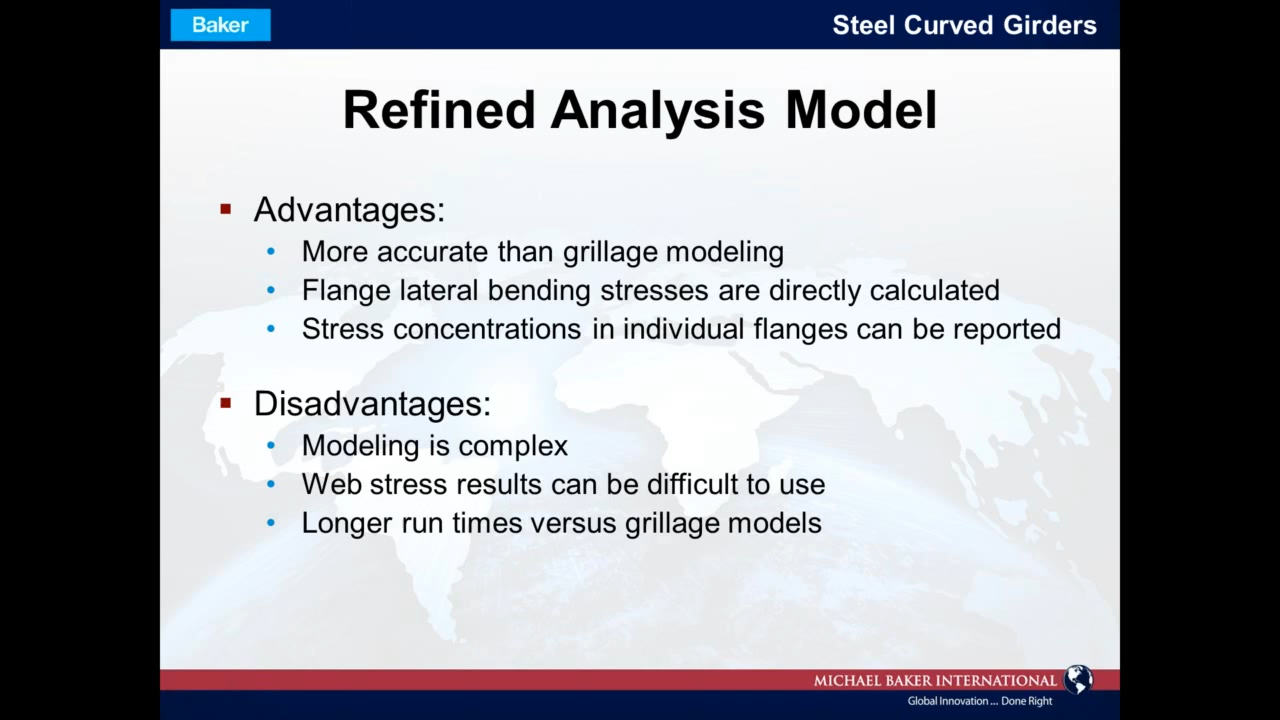 Baker
Steel Curved Girders
Refined Analysis Model
Advantages:
More accurate than grillage modeling
Flange lateral bending stresses are directly calculated
Stress concentrations in individual flanges can be reported
Disadvantages:
Modeling is complex
Web stress results can be difficult to use
Longer run times versus grillage models
MICHAEL BAKER INTERNATIONAL
Global Innovation ... Done Right